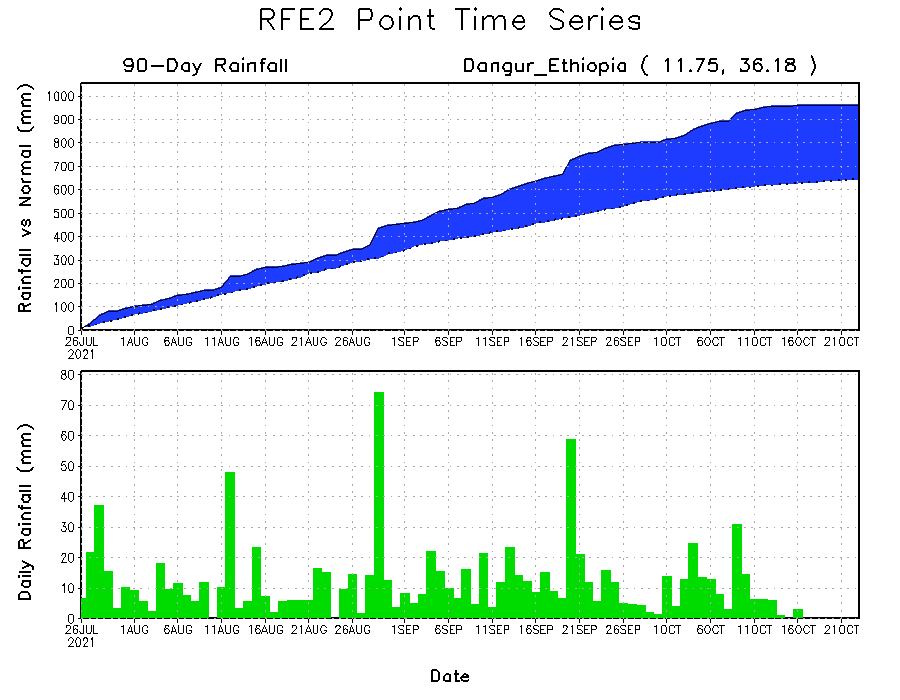 RFE2 Point Time Series
90-Day Rainfall
Dangur_Ethiopia ( 11.75, 36.18 )
Rainfall vs Normal (mm)
1000
900
800
700
600
500
400
300
200
100
0
26JUL 1AUG 6AUG 11AUG 16AUG 21AUG 26AUG 1SEP 6SEP 11SEP 16SEP 21SEP 26SEP 1OCT 6OCT 11OCT 16OCT 21OCT
2021
Daily Rainfall (mm)
80
70
60
50
40
30
20
10
0
26JUL 1AUG 6AUG 11AUG 16AUG 21AUG 26AUG 1SEP 6SEP 11SEP 16SEP 21SEP 26SEP 1OCT 6OCT 11OCT 16OCT 21OCT
2021
Date